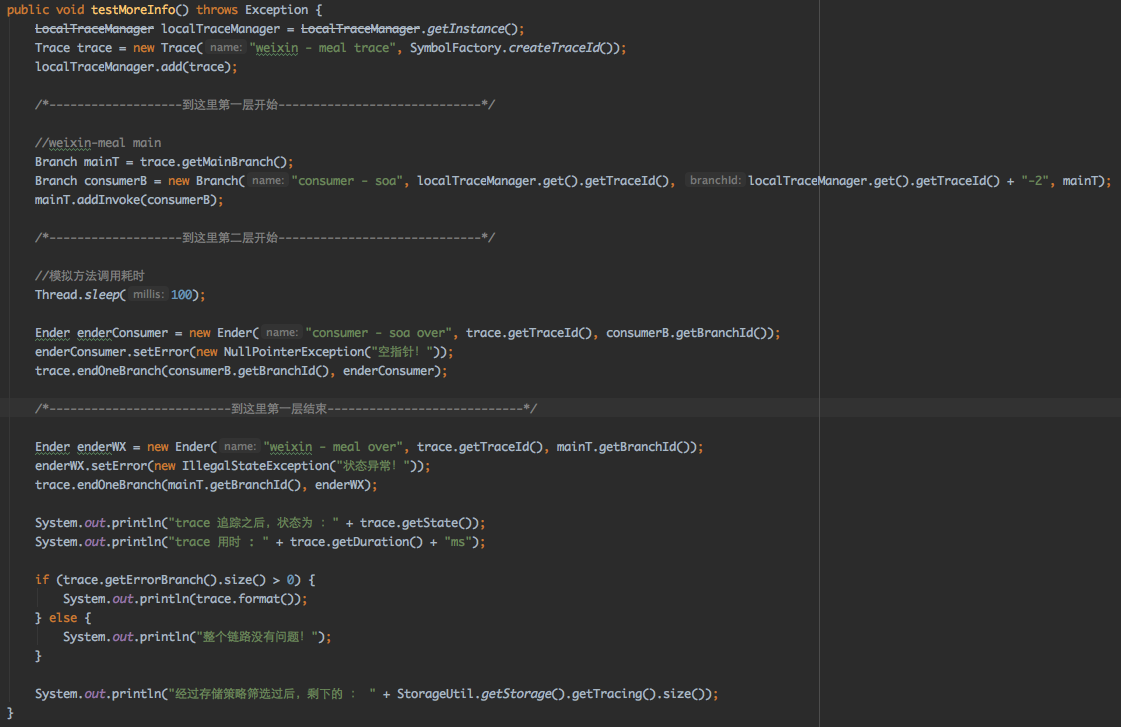 public void testMoreInfo() throws Exception {
LocalTraceManager localTraceManager = LocalTraceManager.getInstance();
Trace trace = new Trace( name: "weixin - meal trace", SymbolFactory.createTraceId());
localTraceManager.add(trace);
/*-------------------到这里第一层开始-----------------------------*/
//weixin-meal main
Branch mainT = trace.getMainBranch();
Branch consumerB = new Branch( name: "consumer - soa", localTraceManager.get().getTraceId(), branchId: localTraceManager.get().getTraceId() + "-2", mainT);
mainT.addInvoke(consumerB);
/*-------------------到这里第二层开始-----------------------------*/
//模拟方法调用耗时
Thread.sleep( millis: 100);
Ender enderConsumer = new Ender( name: "consumer - soa over", trace.getTraceId(), consumerB.getBranchId());
enderConsumer.setError(new NullPointerException("空指针！"));
trace.endOneBranch(consumerB.getBranchId(), enderConsumer);
/*--------------------------到这里第一层结束----------------------------*/
Ender enderWX = new Ender( name: "weixin - meal over", trace.getTraceId(), mainT.getBranchId());
enderWX.setError(new IllegalStateException("状态异常！"));
trace.endOneBranch(mainT.getBranchId(), enderWX);
System.out.println("trace 追踪之后，状态为 : " + trace.getState());
System.out.println("trace 用时 : " + trace.getDuration() + "ms");
if (trace.getErrorBranch().size() > 0) {
System.out.println(trace.format());
} else {
System.out.println("整个链路没有问题！");
}
System.out.println("经过存储策略筛选过后，剩下的 :  " + StorageUtil.getStorage().getTracing().size());
}